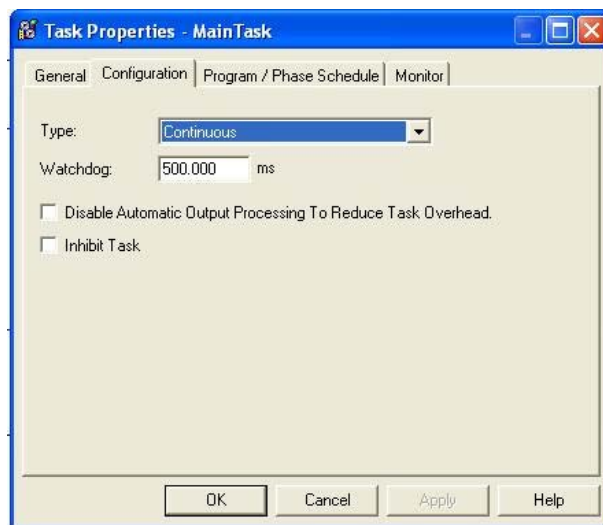 Task Properties - MainTask
General Configuration Program / Phase Schedule Monitor
Type: Continuous
Watchdog: 500.000 ms
Disable Automatic Output Processing To Reduce Task Overhead.
Inhibit Task
OK Cancel Apply Help